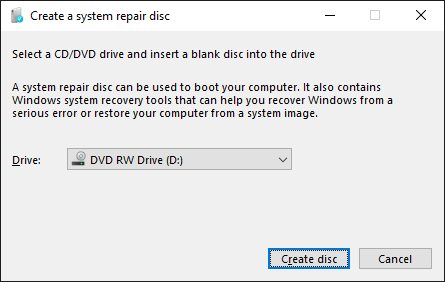 Create a system repair disc
Select a CD/DVD drive and insert a blank disc into the drive
A system repair disc can be used to boot your computer. It also contains
Windows system recovery tools that can help you recover Windows from a
serious error or restore your computer from a system image.
Drive: DVD RW Drive (D:)
Create disc Cancel